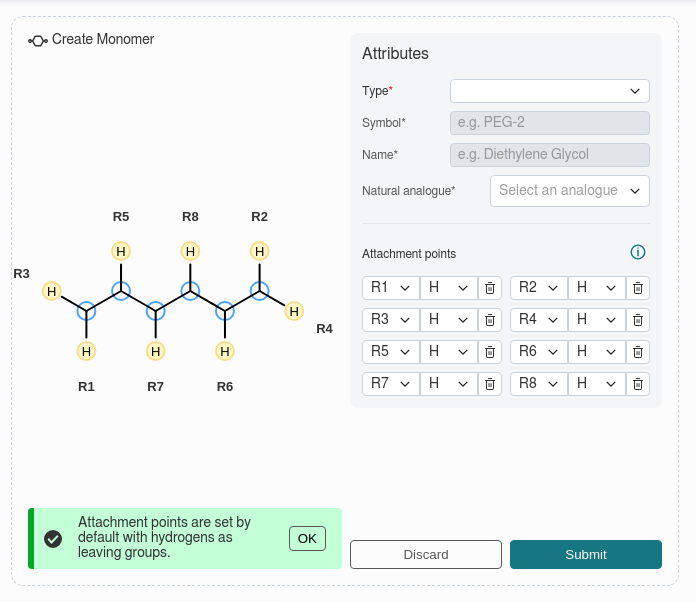 Create Monomer
Attributes
Type*
Symbol* e.g. PEG-2
Name* e.g. Diethylene Glycol
Natural analogue* Select an analogue
R5 R8 R2
H H H
R3
H
H
R4
H H H
R1 R7 R6
Attachment points
R1 H R2 H
R3 H R4 H
R5 H R6 H
R7 H R8 H
Attachment points are set by
default with hydrogens as
leaving groups.
OK
Discard Submit